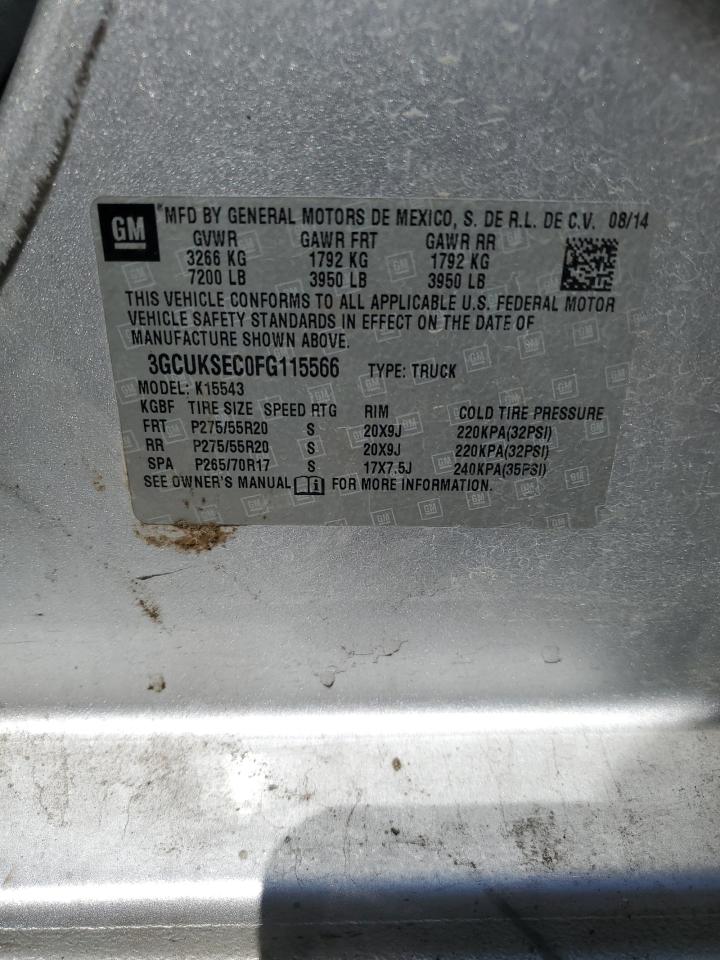 GM ® MFD BY GENERAL MOTORS DE MEXICO, S. DE R.L. DE C.V. 08/14
GVWR GAWR FRT GAWR RR
3266 KG 1792 KG 1792 KG
7200 LB 3950 LB 3950 LB
THIS VEHICLE CONFORMS TO ALL APPLICABLE U.S. FEDERAL MOTOR
VEHICLE SAFETY STANDARDS IN EFFECT ON THE DATE OF
MANUFACTURE SHOWN ABOVE.
3GCUKSEC0FG115566 TYPE: TRUCK
MODEL: K15543
KGBF TIRE SIZE SPEED RTG RIM COLD TIRE PRESSURE
FRT P275/55R20 S 20X9J 220KPA(32PSI)
RR P275/55R20 S 20X9J 220KPA(32PSI)
SPA P265/70R17 S 17X7.5J 240KPA(35PSI)
SEE OWNER'S MANUAL i FOR MORE INFORMATION.